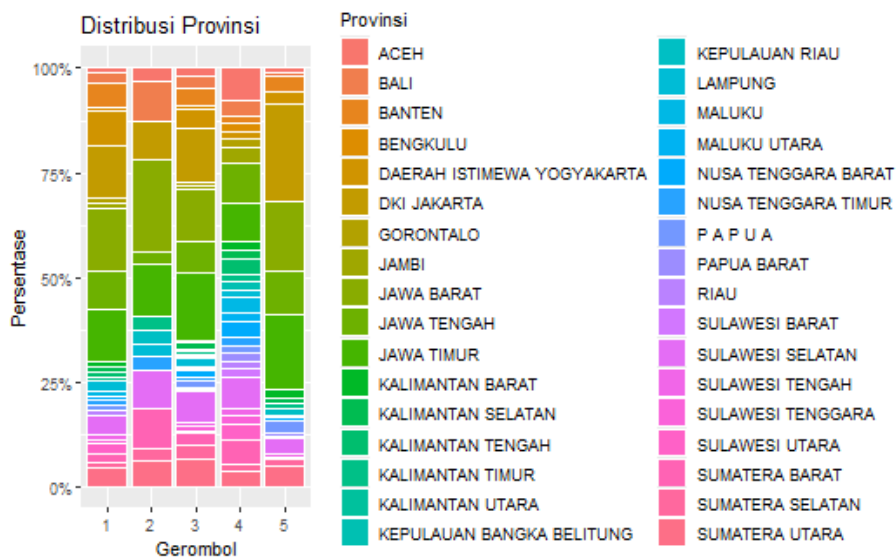 Distribusi Provinsi
Persentase
100%
75%
50%
25%
0%
1 2 3 4 5
Gerombol
Provinsi
ACEH
BALI
BANTEN
BENGKULU
DAERAH ISTIMEWA YOGYAKARTA
DKI JAKARTA
GORONTALO
JAMBI
JAWA BARAT
JAWA TENGAH
JAWA TIMUR
KALIMANTAN BARAT
KALIMANTAN SELATAN
KALIMANTAN TENGAH
KALIMANTAN TIMUR
KALIMANTAN UTARA
KEPULAUAN BANGKA BELITUNG
KEPULAUAN RIAU
LAMPUNG
MALUKU
MALUKU UTARA
NUSA TENGGARA BARAT
NUSA TENGGARA TIMUR
P A P U A
PAPUA BARAT
RIAU
SULAWESI BARAT
SULAWESI SELATAN
SULAWESI TENGAH
SULAWESI TENGGARA
SULAWESI UTARA
SUMATERA BARAT
SUMATERA SELATAN
SUMATERA UTARA